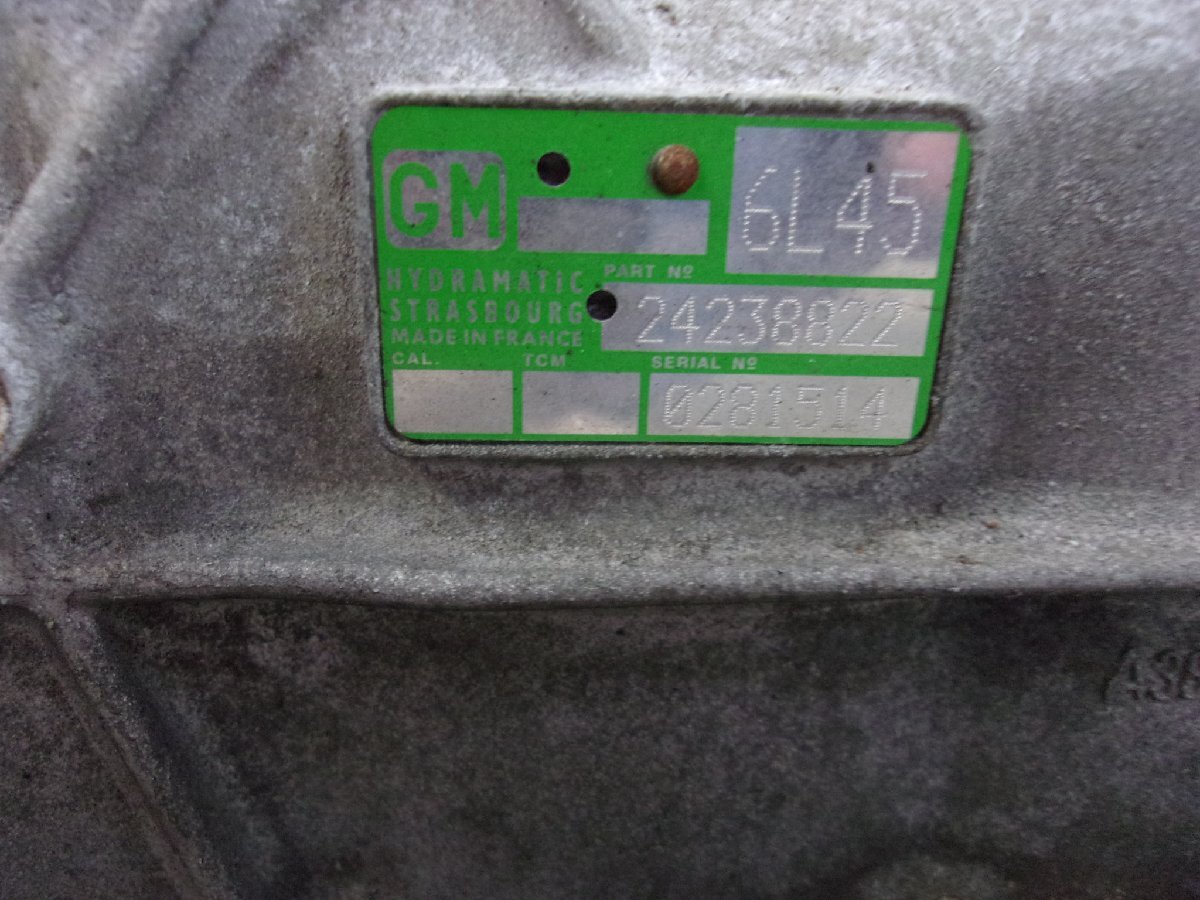 GM
6L45
HYDRAMATIC
STRASBOURG
MADE IN FRANCE
PART Nº
24238822
CAL.
TCM
SERIAL Nº
0281514